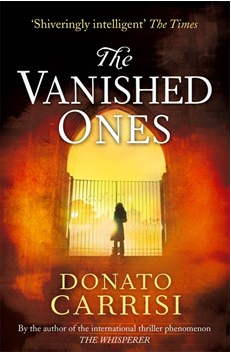 ‘Shiveringly intelligent’ The Times
The
VANISHED
ONES
DONATO
CARRISI
By the author of the international thriller phenomenon
THE WHISPERER